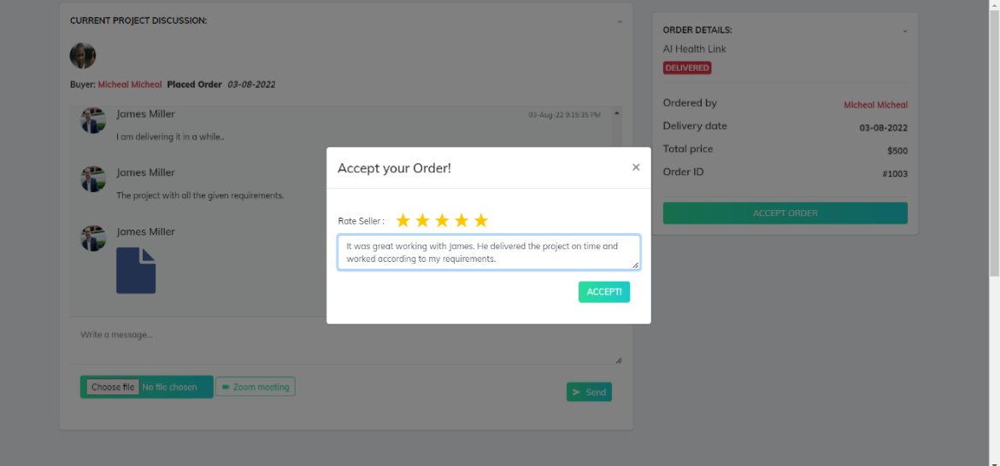 CURRENT PROJECT DISCUSSION:
Buyer: Micheal Micheal Placed Order 03-08-2022
James Miller
03-Aug-22 9:15:35 PM
I am delivering it in a while..
James Miller
The project with all the given requirements.
James Miller
Write a message...
Choose file No file chosen
Zoom meeting
Send
Accept your Order!
×
Rate Seller :
It was great working with James. He delivered the project on time and
worked according to my requirements.
ACCEPT!
ORDER DETAILS:
AI Health Link
DELIVERED
Ordered by Micheal Micheal
Delivery date 03-08-2022
Total price $500
Order ID #1003
ACCEPT ORDER